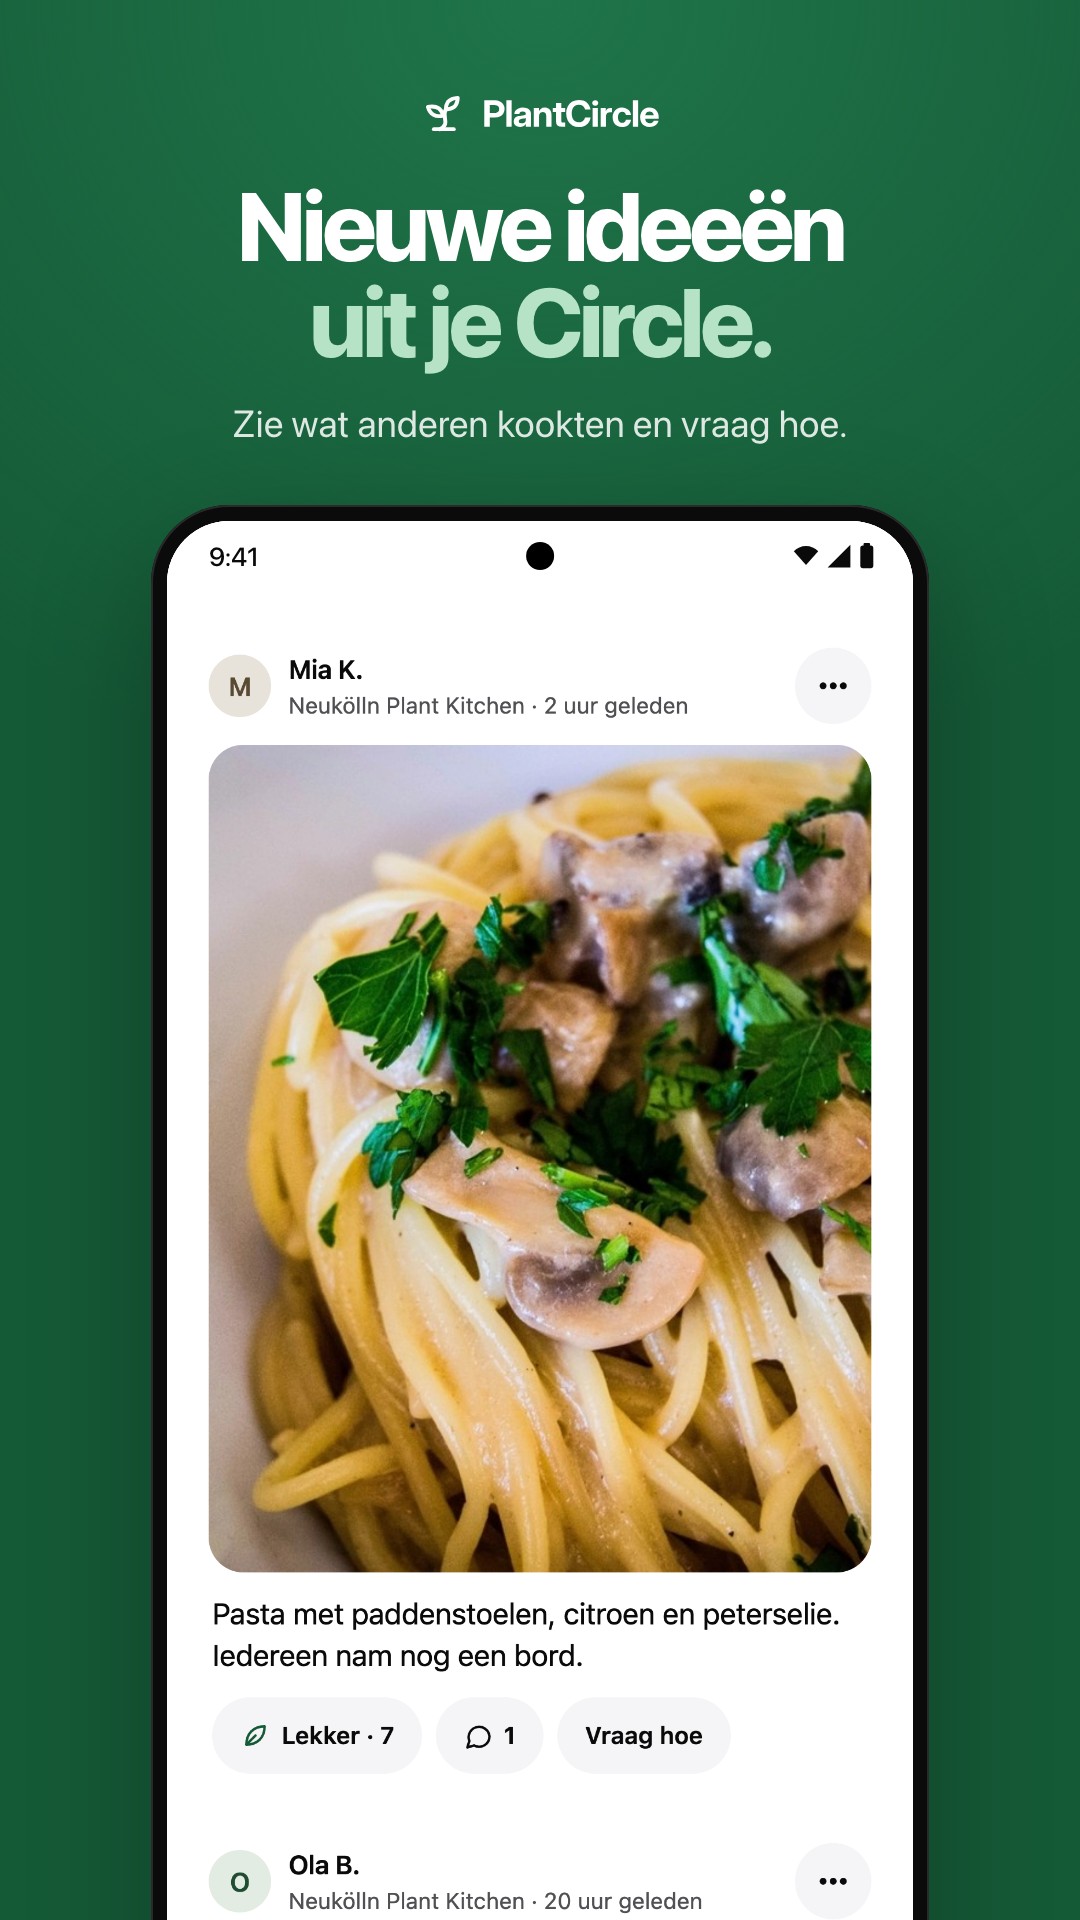 PlantCircle
Nieuwe ideeën
uit je Circle.
Zie wat anderen kookten en vraag hoe.
9:41
M
Mia K.
Neukölln Plant Kitchen · 2 uur geleden
Pasta met paddenstoelen, citroen en peterselie.
Iedereen nam nog een bord.
Lekker · 7
1
Vraag hoe
O
Ola B.
Neukölln Plant Kitchen · 20 uur geleden